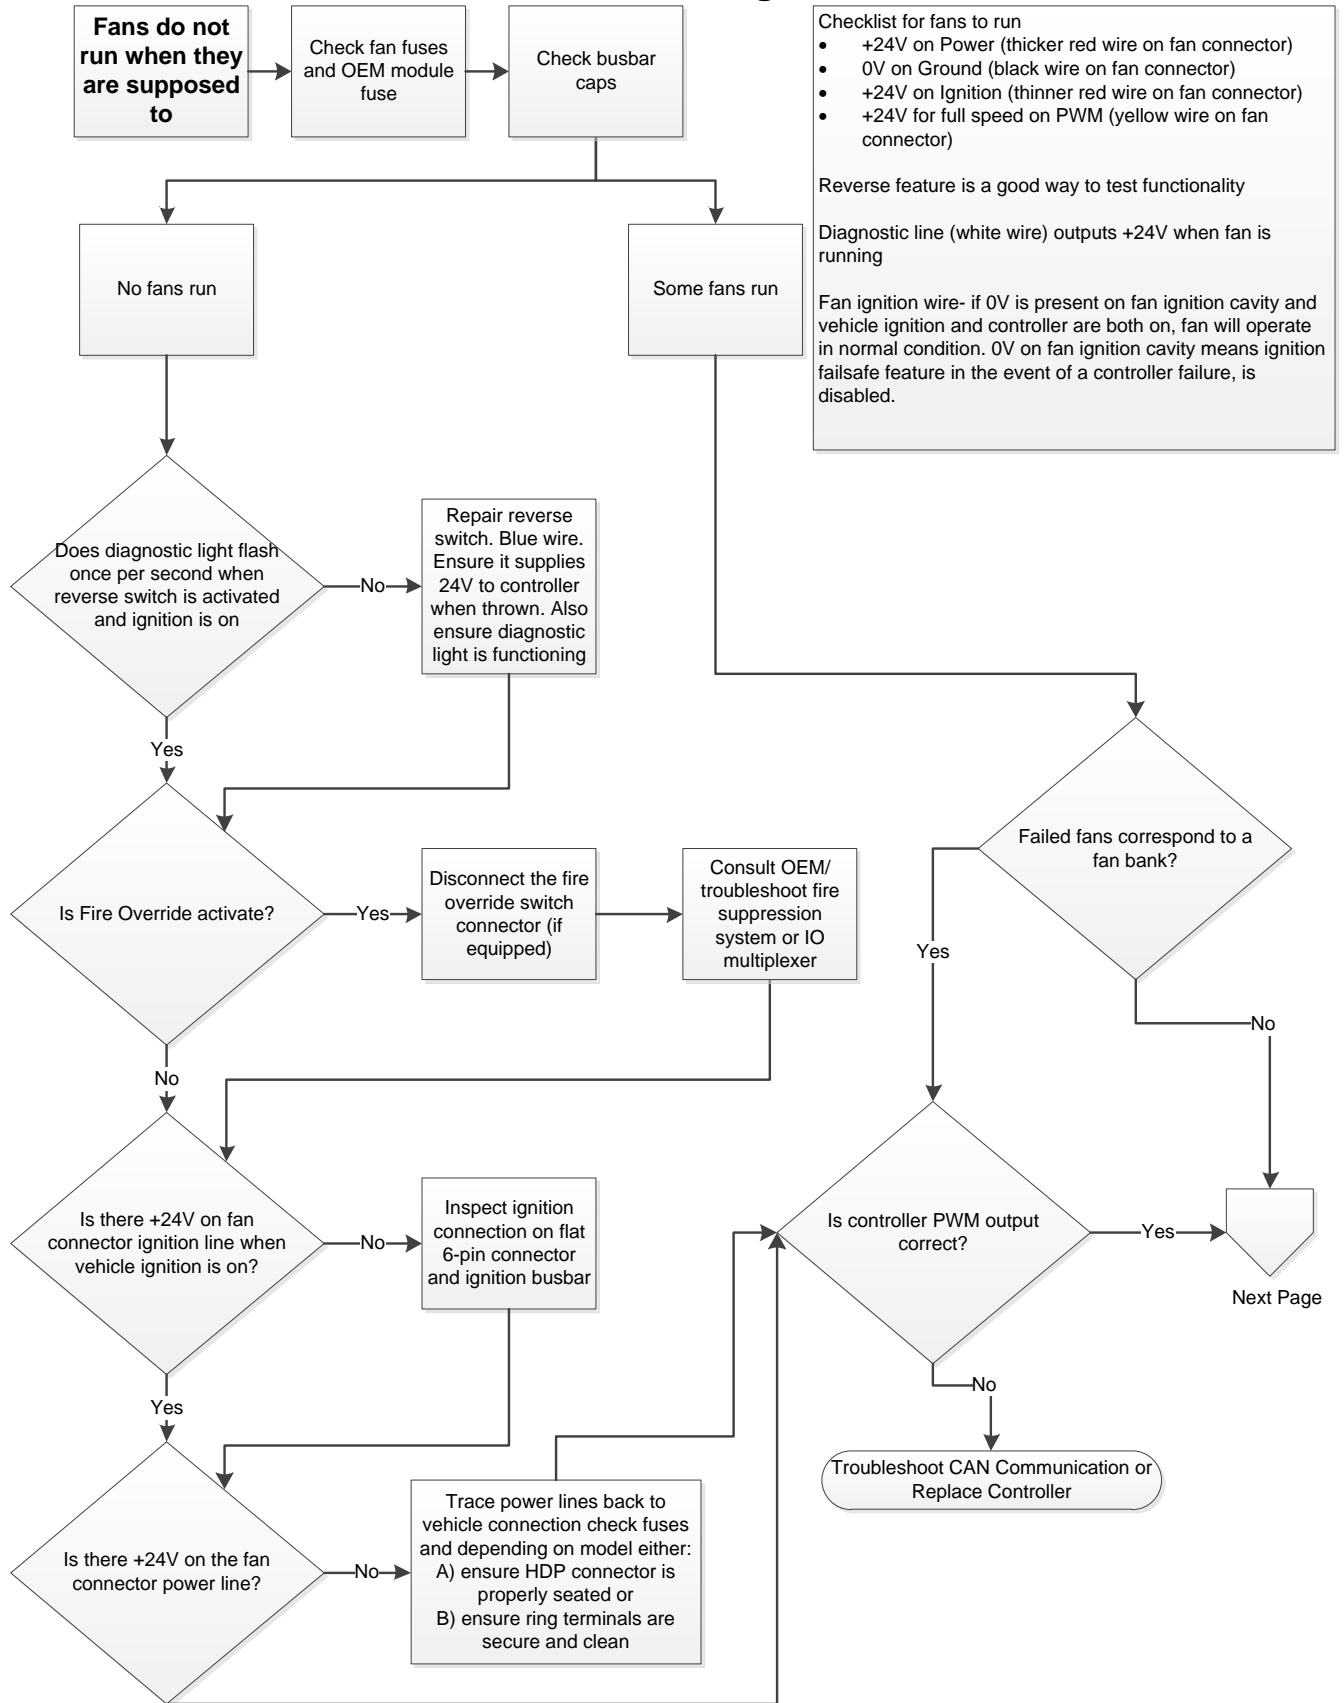 Fans do not
run when they
are supposed
to
Check fan fuses
and OEM module
fuse
Check busbar
caps
Checklist for fans to run
• +24V on Power (thicker red wire on fan connector)
• 0V on Ground (black wire on fan connector)
• +24V on Ignition (thinner red wire on fan connector)
• +24V for full speed on PWM (yellow wire on fan
connector)
Reverse feature is a good way to test functionality
Diagnostic line (white wire) outputs +24V when fan is
running
Fan ignition wire- if 0V is present on fan ignition cavity and
vehicle ignition and controller are both on, fan will operate
in normal condition. 0V on fan ignition cavity means ignition
failsafe feature in the event of a controller failure, is
disabled.
No fans run
Some fans run
Does diagnostic light flash
once per second when
reverse switch is activated
and ignition is on
No
Repair reverse
switch. Blue wire.
Ensure it supplies
24V to controller
when thrown. Also
ensure diagnostic
light is functioning
Yes
Is Fire Override activate?
Yes
Disconnect the fire
override switch
connector (if
equipped)
Consult OEM/
troubleshoot fire
suppression
system or IO
multiplexer
Failed fans correspond to a
fan bank?
Yes
No
No
Is there +24V on fan
connector ignition line when
vehicle ignition is on?
No
Inspect ignition
connection on flat
6-pin connector
and ignition busbar
Is controller PWM output
correct?
Yes
Next Page
No
Troubleshoot CAN Communication or
Replace Controller
Yes
Is there +24V on the fan
connector power line?
No
Trace power lines back to
vehicle connection check fuses
and depending on model either:
A) ensure HDP connector is
properly seated or
B) ensure ring terminals are
secure and clean